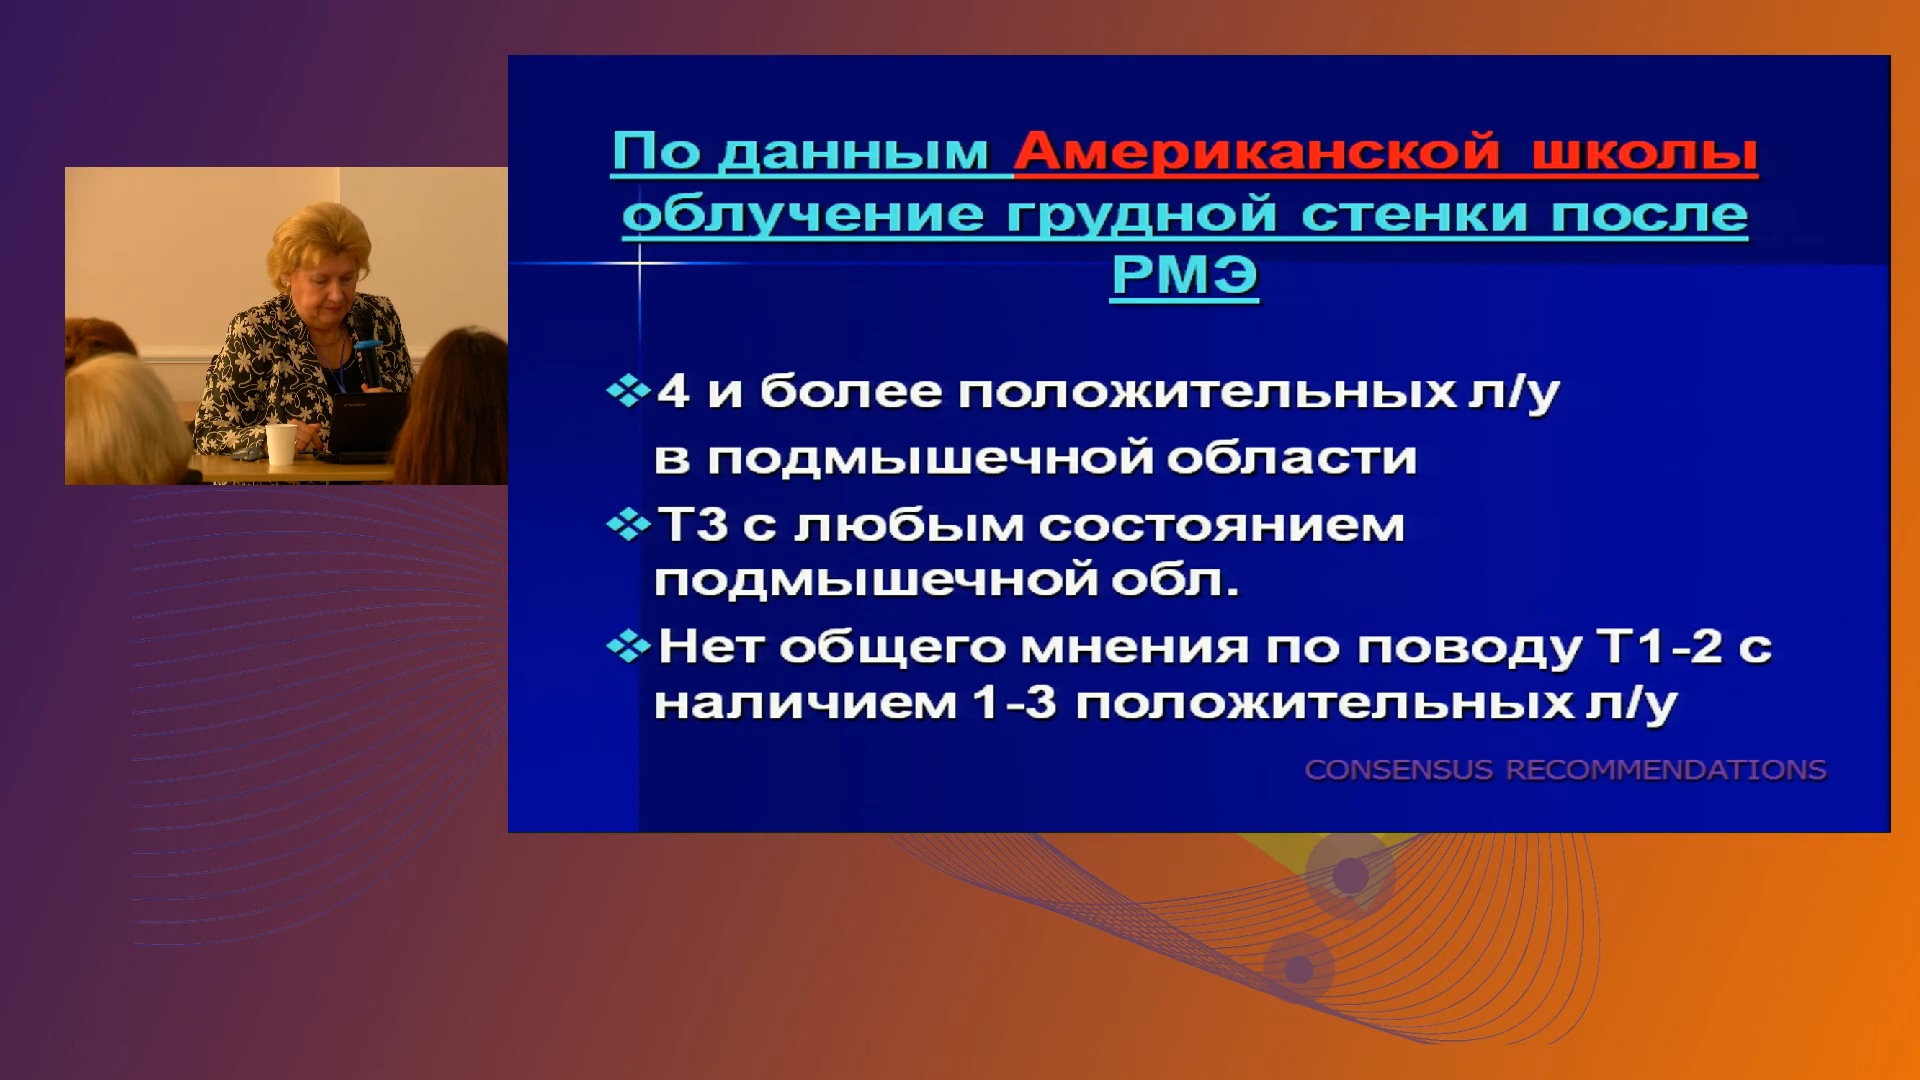 По данным Американской школы
облучение грудной стенки после
РМЭ
4 и более положительных л/у
в подмышечной области
Т3 с любым состоянием
подмышечной обл.
Нет общего мнения по поводу Т1-2 с
наличием 1-3 положительных л/у
CONSENSUS RECOMMENDATIONS